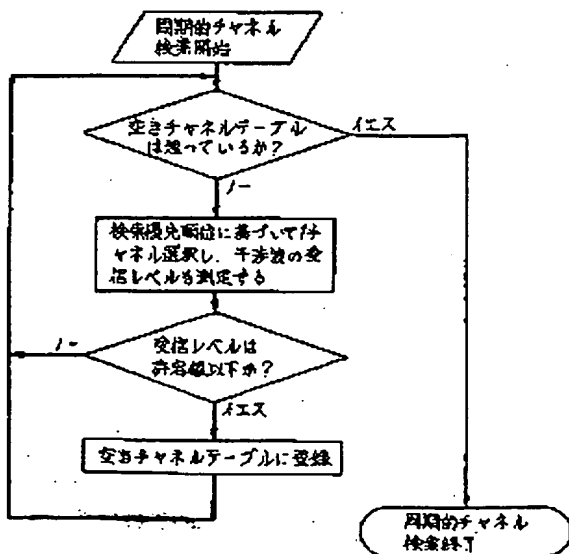 周期的チャネル
検索開始
空きチャネルテーブル
は埋っているか?
イエス
ノー
検索優先順位に基づいて1チ
ャネル選択し、干渉波の受
信レベルを測定する
受信レベルは
許容値以下か?
ノー
イエス
空きチャネルテーブルに登録
周期的チャネル
検索終了